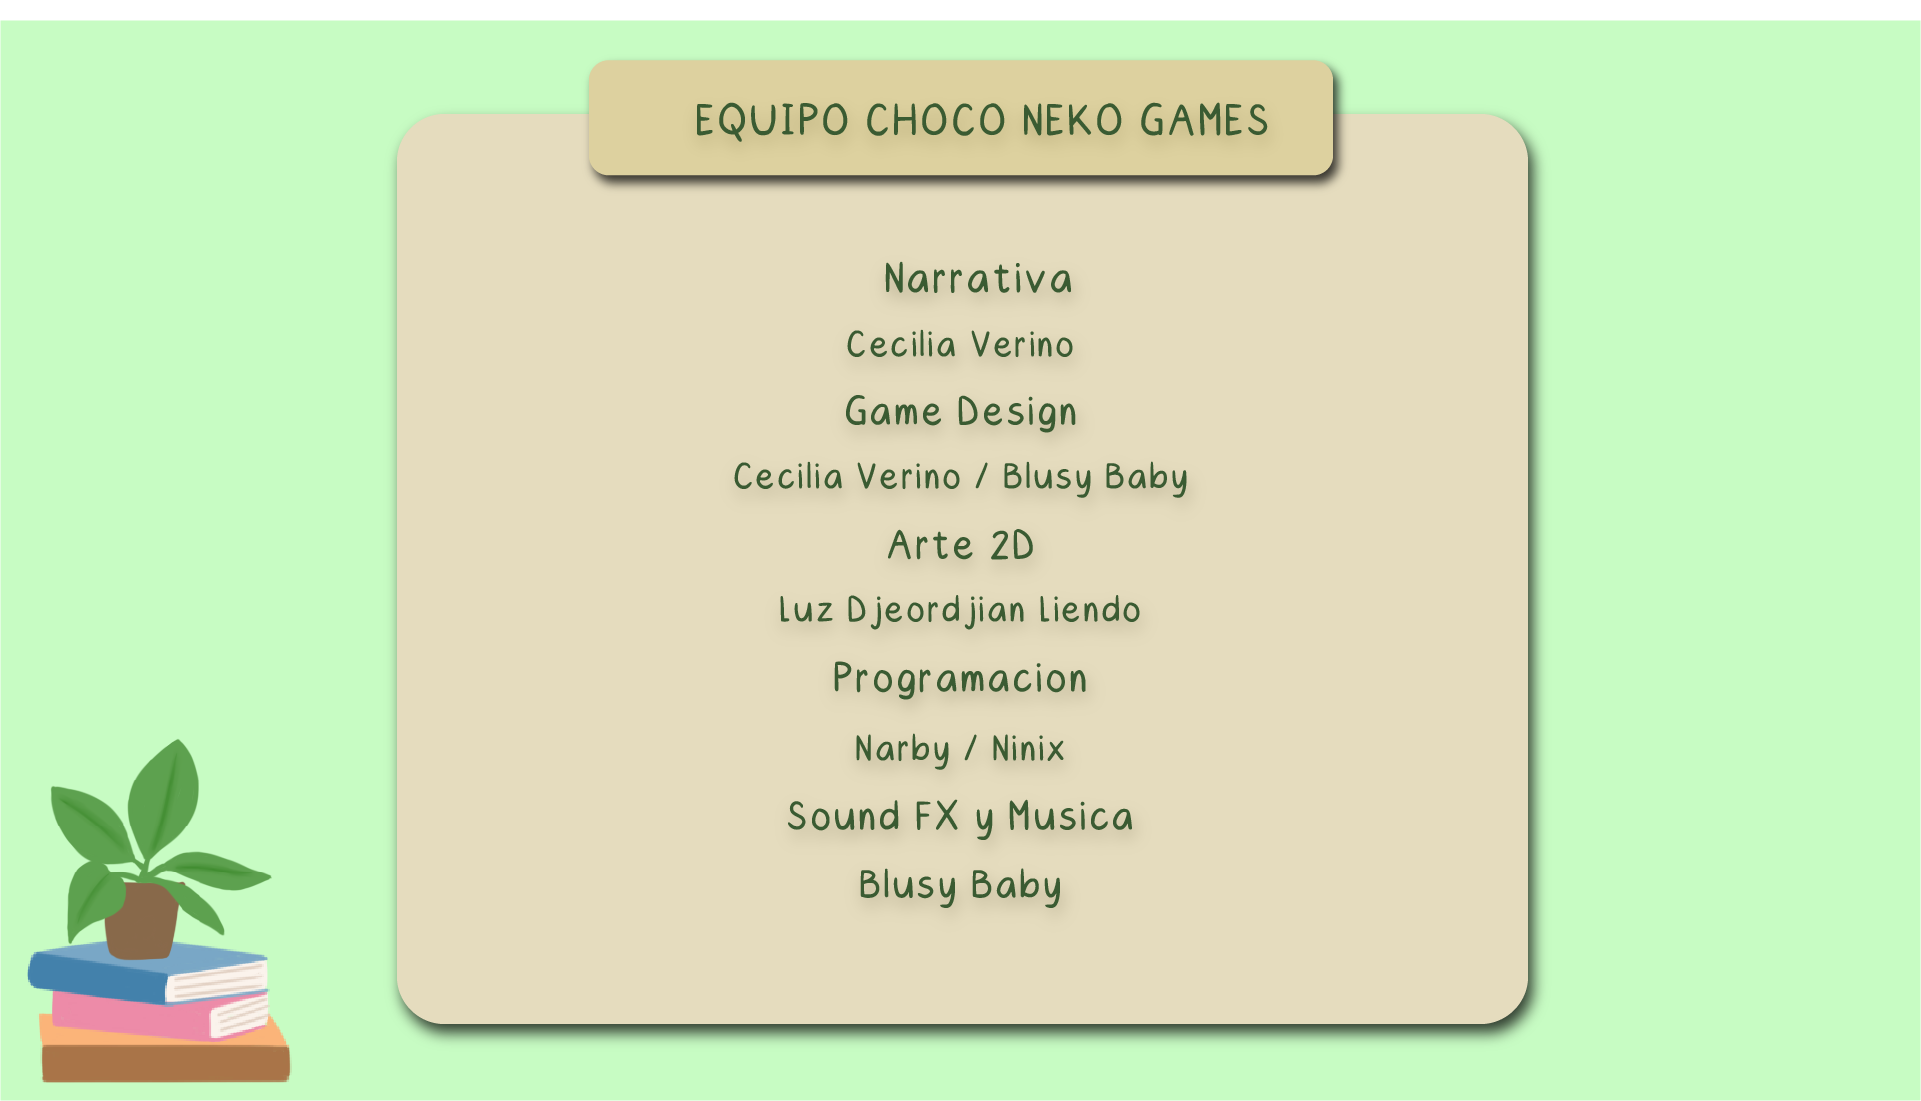 EQUIPO CHOCO NEKO GAMES
Narrativa
Cecilia Verino
Game Design
Cecilia Verino / Blusy Baby
Arte 2D
Luz Djeordjian Liendo
Programacion
Narby / Ninix
Sound FX y Musica
Blusy Baby